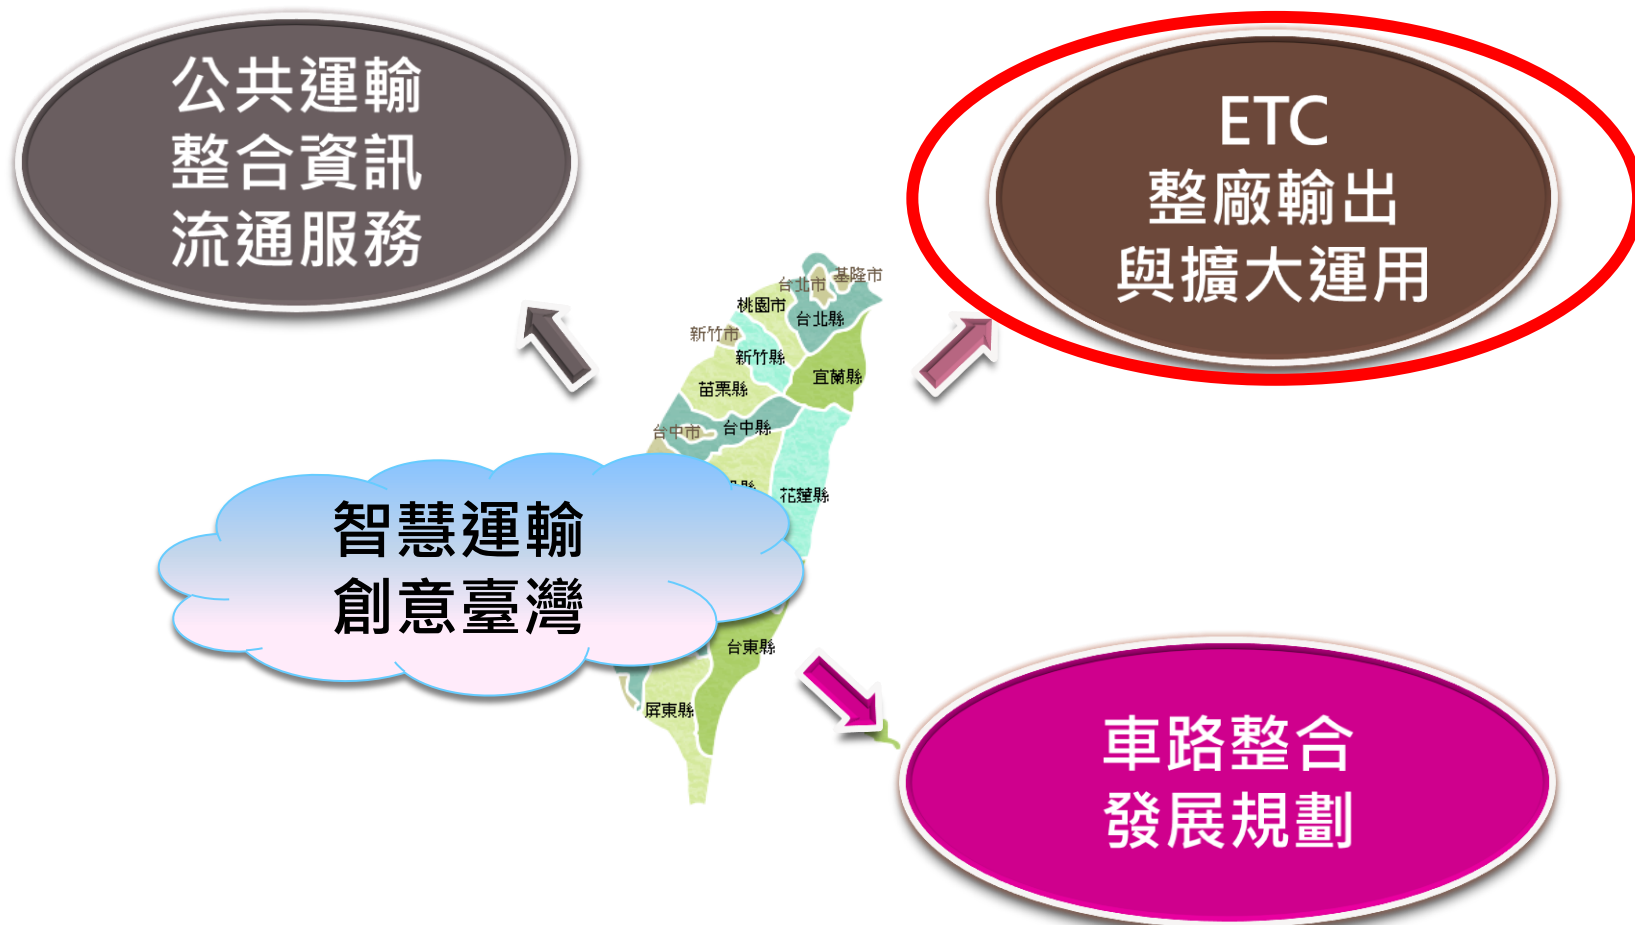 公共運輸
整合資訊
流通服務
ETC
整廠輸出
與擴大運用
基隆市
台北市
桃園市
台北縣
新竹市
新竹縣
宜蘭縣
苗栗縣
台中市
台中縣
花蓮縣
智慧運輸
創意臺灣
台東縣
屏東縣
車路整合
發展規劃